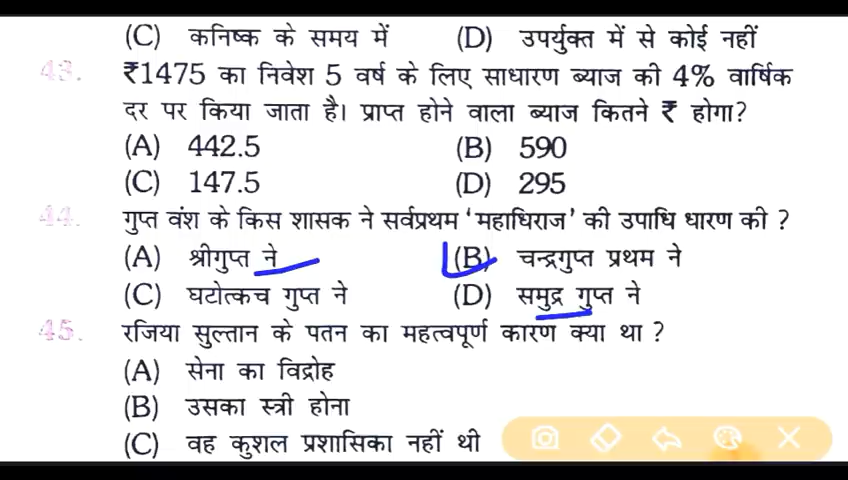 (C) कनिष्क के समय में (D) उपर्युक्त में से कोई नहीं
43. ₹1475 का निवेश 5 वर्ष के लिए साधारण ब्याज की 4% वार्षिक
दर पर किया जाता है। प्राप्त होने वाला ब्याज कितने ₹ होगा?
(A) 442.5 (B) 590
(C) 147.5 (D) 295
44. गुप्त वंश के किस शासक ने सर्वप्रथम 'महाधिराज' की उपाधि धारण की ?
(A) श्रीगुप्त ने (B) चन्द्रगुप्त प्रथम ने
(C) घटोत्कच गुप्त ने (D) समुद्र गुप्त ने
45. रजिया सुल्तान के पतन का महत्वपूर्ण कारण क्या था ?
(A) सेना का विद्रोह
(B) उसका स्त्री होना
(C) वह कुशल प्रशासिका नहीं थी